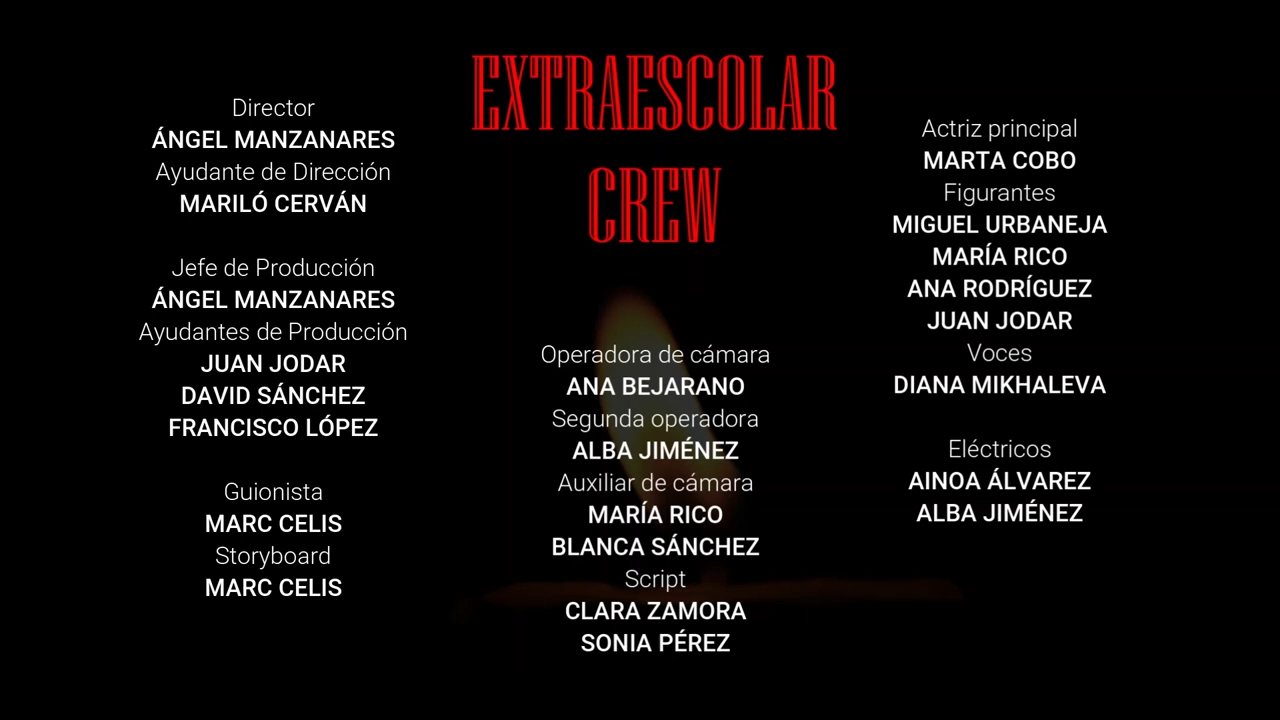 EXTRAESCOLAR
CREW
Director
ÁNGEL MANZANARES
Ayudante de Dirección
MARILÓ CERVÁN
Jefe de Producción
ÁNGEL MANZANARES
Ayudantes de Producción
JUAN JODAR
DAVID SÁNCHEZ
FRANCISCO LÓPEZ
Guionista
MARC CELIS
Storyboard
MARC CELIS
Operadora de cámara
ANA BEJARANO
Segunda operadora
ALBA JIMÉNEZ
Auxiliar de cámara
MARÍA RICO
BLANCA SÁNCHEZ
Script
CLARA ZAMORA
SONIA PÉREZ
Actriz principal
MARTA COBO
Figurantes
MIGUEL URBANEJA
MARÍA RICO
ANA RODRÍGUEZ
JUAN JODAR
Voces
DIANA MIKHALEVA
Eléctricos
AINOA ÁLVAREZ
ALBA JIMÉNEZ